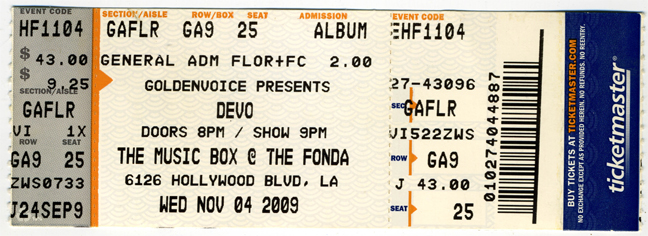 EVENT CODE
HF1104
$ 43.00
$ 9.25
SECTION/AISLE
GAFLR
VI 1X
ROW SEAT
GA9 25
ZWS0733
J24SEP9
SECTION/AISLE ROW/BOX SEAT ADMISSION
GAFLR GA9 25 ALBUM
GENERAL ADM FLOR+FC 2.00
GOLDENVOICE PRESENTS
DEVO
DOORS 8PM / SHOW 9PM
THE MUSIC BOX @ THE FONDA
6126 HOLLYWOOD BLVD, LA
WED NOV 04 2009
EVENT CODE
EHF1104
27-43096
SEC GAFLR
VI522ZWS
ROW GA9
J 43.00
SEAT 25
010274044887
BUY TICKETS AT TICKETMASTER.COM
NO EXCHANGE EXCEPT AS PROVIDED HEREIN. NO REFUNDS. NO REENTRY.
ticketmaster